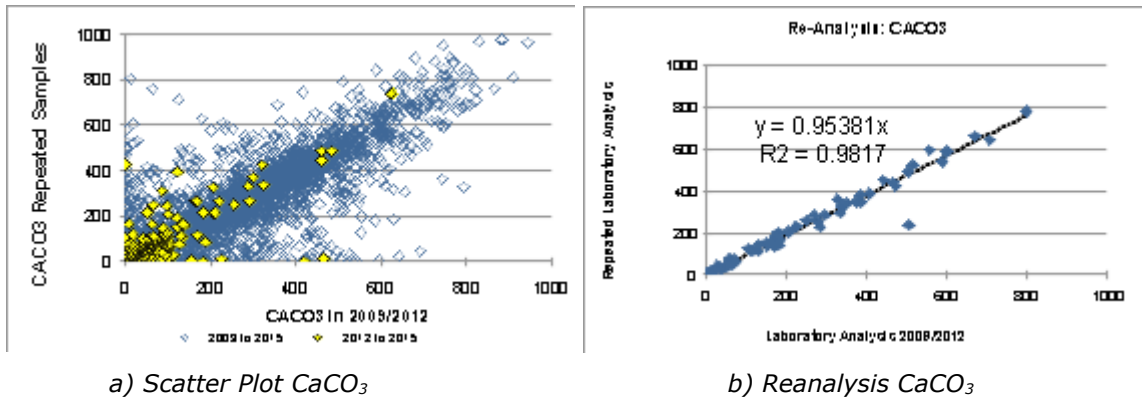 1000
800
600
400
200
0
CACO3 Repeated Samples
0 200 400 600 800 1000
CACO3 in 2009/2012
2009 to 2015 2012 to 2015
a) Scatter Plot CaCO₃
Re-Analysis: CACO3
1000
800
600
400
200
0
Repeated Laboratory Analysis
y = 0.95381x
R2 = 0.9817
0 200 400 600 800 1000
Laboratory Analysis 2009/2012
b) Reanalysis CaCO₃